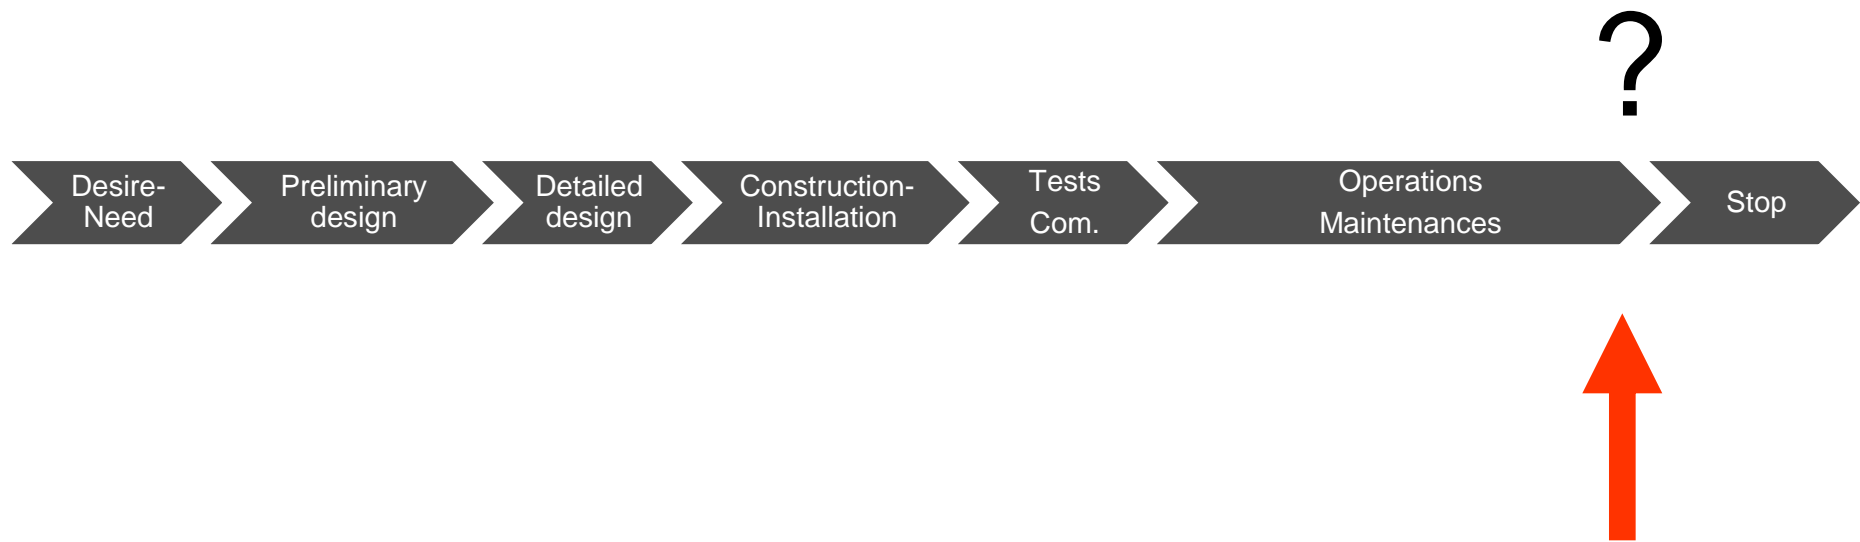 ?
Desire-
Need
Preliminary
design
Detailed
design
Construction-
Installation
Tests
Com.
Operations
Maintenances
Stop